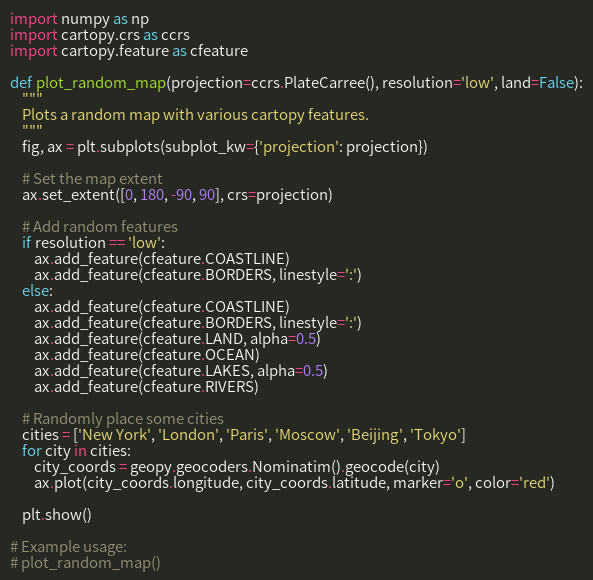 import numpy as np
import cartopy.crs as ccrs
import cartopy.feature as cfeature

def plot_random_map(projection=ccrs.PlateCarree(), resolution='low', land=False):
    """
    Plots a random map with various cartopy features.
    """
    fig, ax = plt.subplots(subplot_kw={'projection': projection})

    # Set the map extent
    ax.set_extent([0, 180, -90, 90], crs=projection)

    # Add random features
    if resolution == 'low':
        ax.add_feature(cfeature.COASTLINE)
        ax.add_feature(cfeature.BORDERS, linestyle=':')
    else:
        ax.add_feature(cfeature.COASTLINE)
        ax.add_feature(cfeature.BORDERS, linestyle=':')
        ax.add_feature(cfeature.LAND, alpha=0.5)
        ax.add_feature(cfeature.OCEAN)
        ax.add_feature(cfeature.LAKES, alpha=0.5)
        ax.add_feature(cfeature.RIVERS)

    # Randomly place some cities
    cities = ['New York', 'London', 'Paris', 'Moscow', 'Beijing', 'Tokyo']
    for city in cities:
        city_coords = geopy.geocoders.Nominatim().geocode(city)
        ax.plot(city_coords.longitude, city_coords.latitude, marker='o', color='red')

    plt.show()

# Example usage:
# plot_random_map()